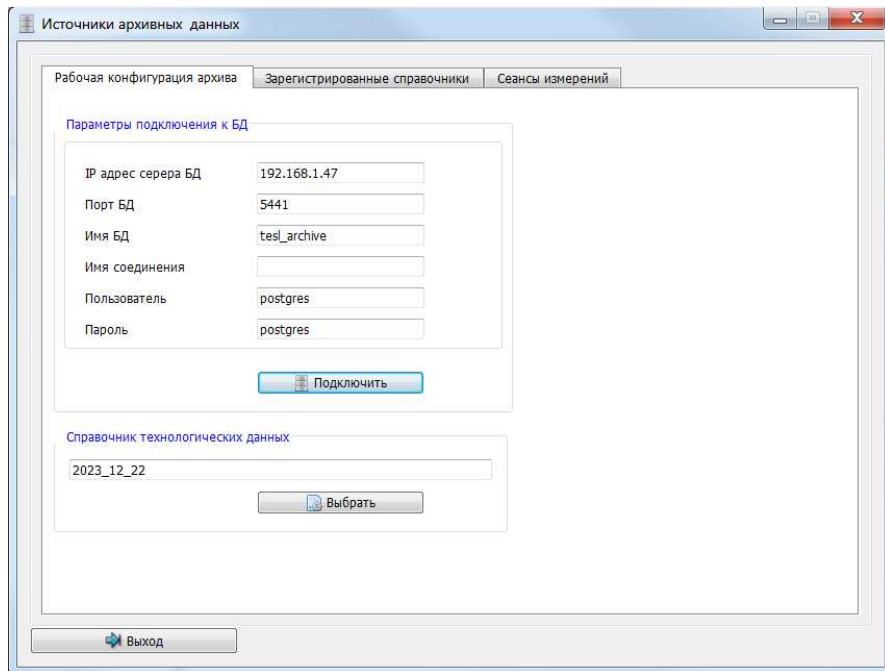 Источники архивных данных
Рабочая конфигурация архива Зарегистрированные справочники Сеансы измерений
Параметры подключения к БД
IP адрес серера БД 192.168.1.47
Порт БД 5441
Имя БД tesl_archive
Имя соединения
Пользователь postgres
Пароль postgres
Подключить
Справочник технологических данных
2023_12_22
Выбрать
Выход